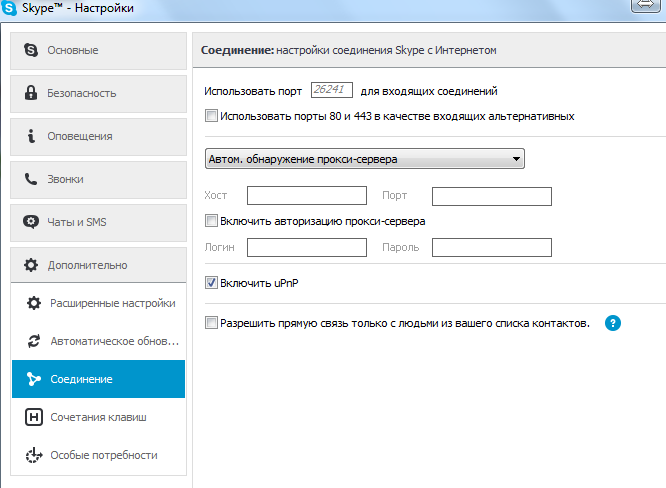 Skype™ - Настройки
Основные
Безопасность
Оповещения
Звонки
Чаты и SMS
Дополнительно
Расширенные настройки
Автоматическое обнов...
Соединение
Сочетания клавиш
Особые потребности
Соединение: настройки соединения Skype с Интернетом
Использовать порт 26241 для входящих соединений
Использовать порты 80 и 443 в качестве входящих альтернативных
Автом. обнаружение прокси-сервера
Хост Порт
Включить авторизацию прокси-сервера
Логин Пароль
Включить uPnP
Разрешить прямую связь только с людьми из вашего списка контактов. ?